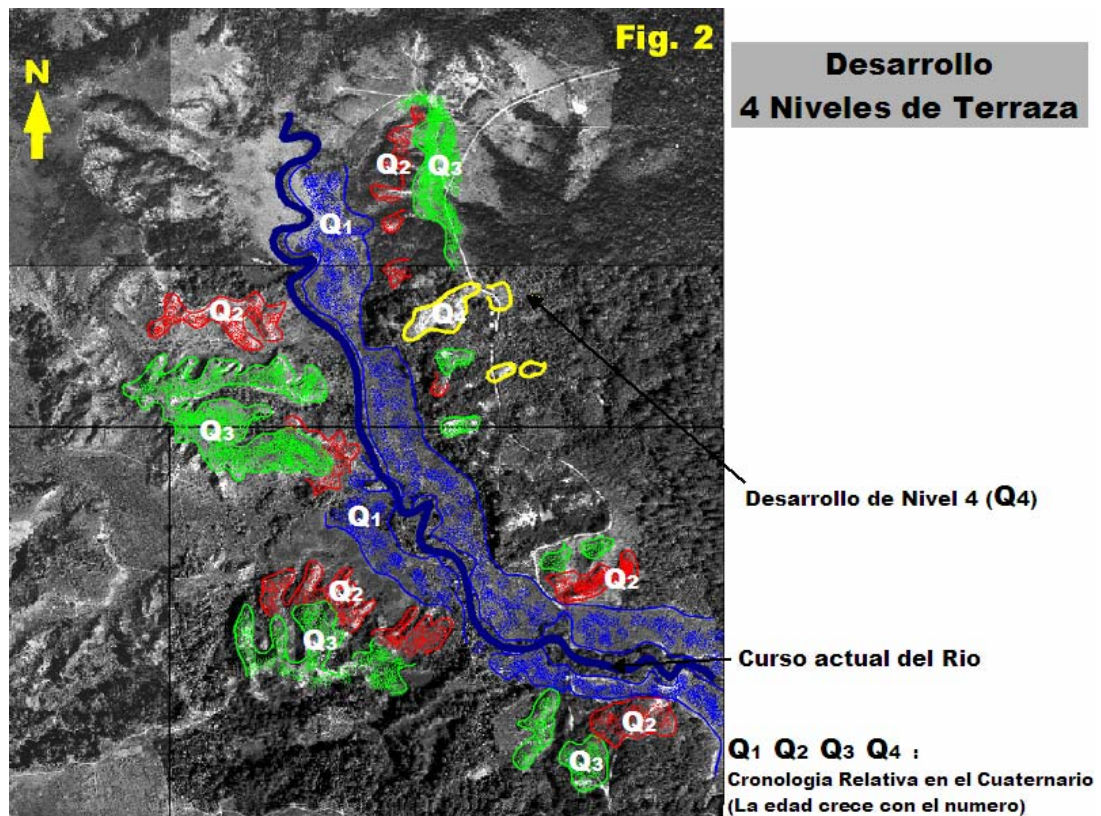 Fig. 2
Desarrollo
4 Niveles de Terraza
N
Q2
Q3
Q1
Q2
Q4
Q3
Desarrollo de Nivel 4 (Q4)
Q1
Q2
Q2
Q3
Curso actual del Rio
Q2
Q3
Q1 Q2 Q3 Q4 :
Cronologia Relativa en el Cuaternario
(La edad crece con el numero)